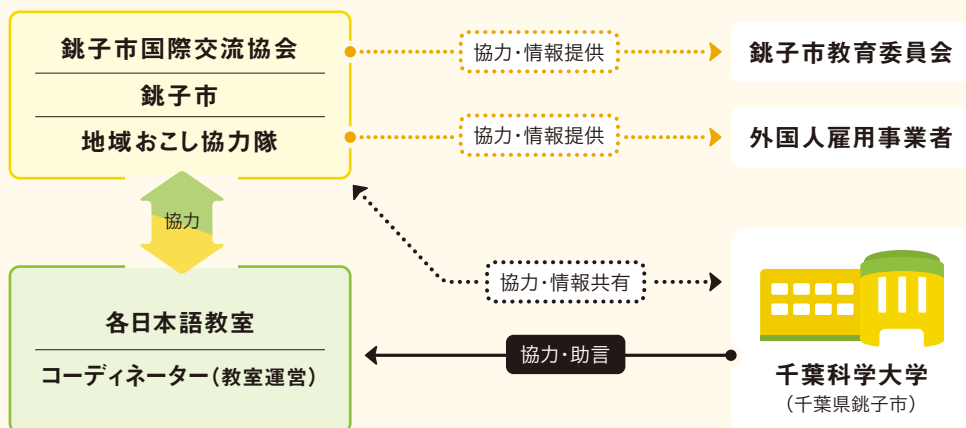 銚子市国際交流協会
銚子市
地域おこし協力隊
協力・情報提供
銚子市教育委員会
協力・情報提供
外国人雇用事業者
協力
協力・情報共有
各日本語教室
コーディネーター（教室運営）
協力・助言
千葉科学大学
（千葉県銚子市）